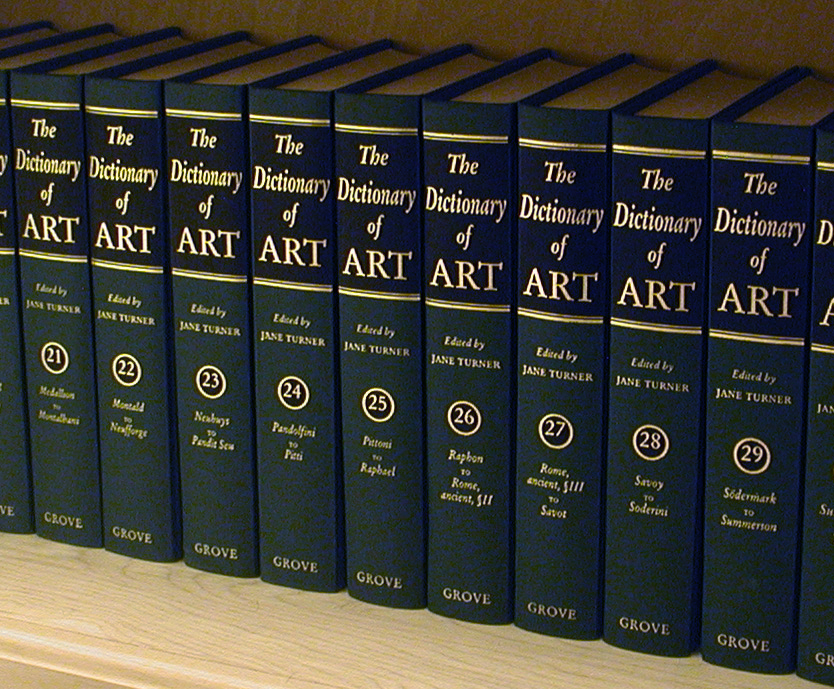 The
Dictionary
of
ART
Edited by
JANE TURNER
21
Medallion
to
Montalbani
GROVE
The
Dictionary
of
ART
Edited by
JANE TURNER
22
Montald
to
Neufforge
GROVE
The
Dictionary
of
ART
Edited by
JANE TURNER
23
Neuhuys
to
Pandit Seu
GROVE
The
Dictionary
of
ART
Edited by
JANE TURNER
24
Pandolfini
to
Pitti
GROVE
The
Dictionary
of
ART
Edited by
JANE TURNER
25
Pittoni
to
Raphael
GROVE
The
Dictionary
of
ART
Edited by
JANE TURNER
26
Raphon
to
Rome,
ancient, §II
GROVE
The
Dictionary
of
ART
Edited by
JANE TURNER
27
Rome,
ancient, §III
to
Savot
GROVE
The
Dictionary
of
ART
Edited by
JANE TURNER
28
Savoy
to
Soderini
GROVE
The
Dictionary
of
ART
Edited by
JANE TURNER
29
Södermark
to
Summerson
GROVE